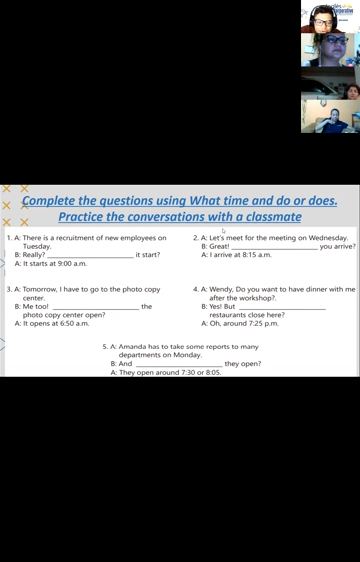 Complete the questions using What time and do or does.
Practice the conversations with a classmate
1. A: There is a recruitment of new employees on
Tuesday.
B: Really? ______________________ it start?
A: It starts at 9:00 a.m.
2. A: Let's meet for the meeting on Wednesday.
B: Great! ______________________ you arrive?
A: I arrive at 8:15 a.m.
3. A: Tomorrow, I have to go to the photo copy
center.
B: Me too! ______________________ the
photo copy center open?
A: It opens at 6:50 a.m.
4. A: Wendy, Do you want to have dinner with me
after the workshop?.
B: Yes! But ______________________
restaurants close here?
A: Oh, around 7:25 p.m.
5. A: Amanda has to take some reports to many
departments on Monday.
B: And ______________________ they open?
A: They open around 7:30 or 8:05.